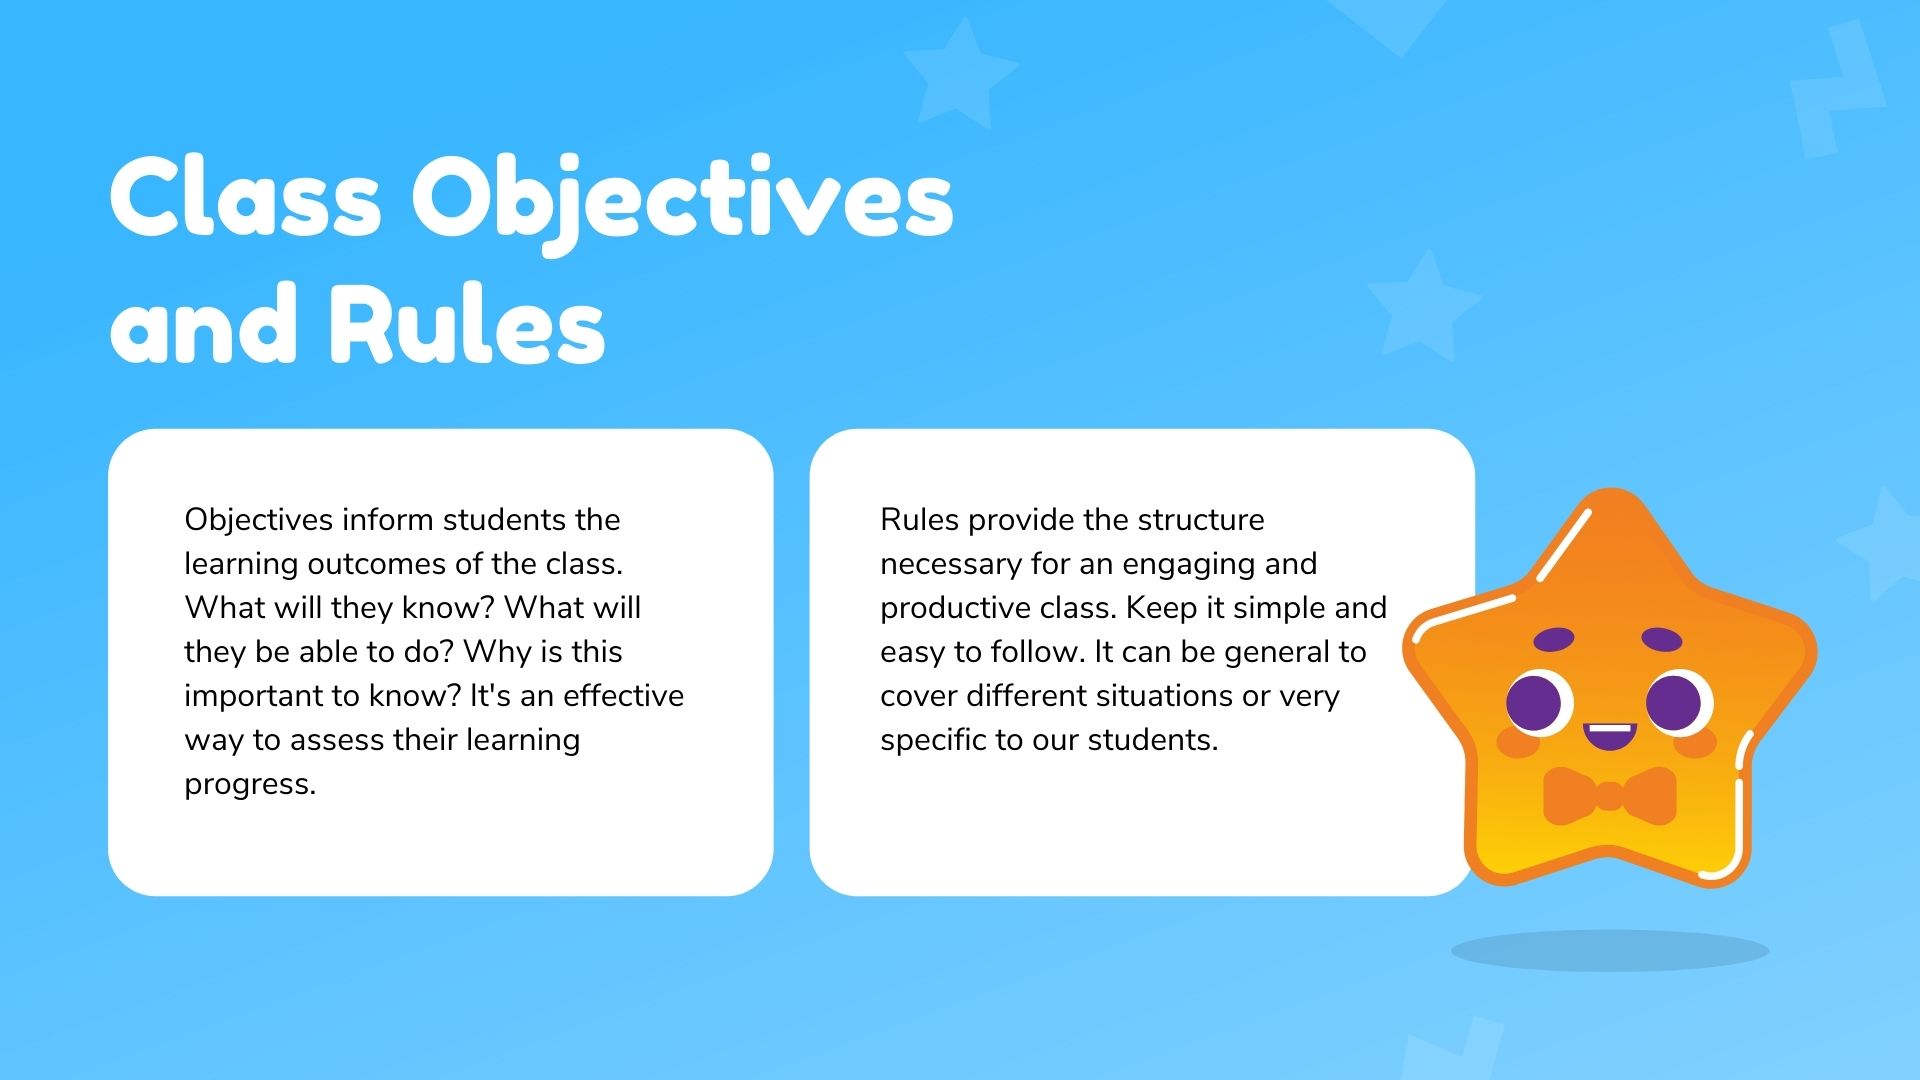 Class Objectives
and Rules
Objectives inform students the
learning outcomes of the class.
What will they know? What will
they be able to do? Why is this
important to know? It's an effective
way to assess their learning
progress.
Rules provide the structure
necessary for an engaging and
productive class. Keep it simple and
easy to follow. It can be general to
cover different situations or very
specific to our students.